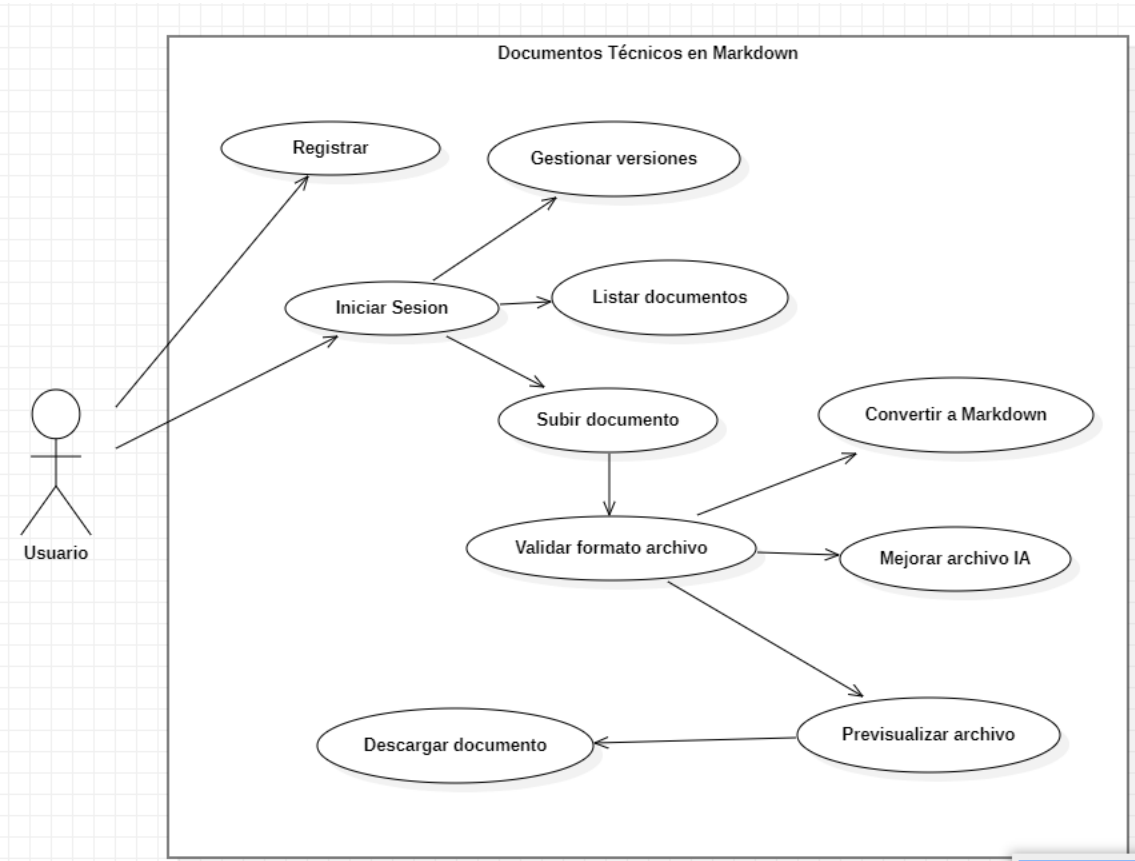 Documentos Técnicos en Markdown
Registrar
Gestionar versiones
Listar documentos
Iniciar Sesion
Subir documento
Convertir a Markdown
Validar formato archivo
Mejorar archivo IA
Usuario
Previsualizar archivo
Descargar documento